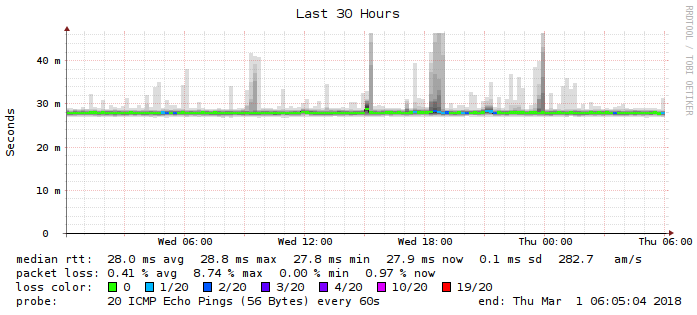 Last 30 Hours
RRDTOOL / TOBI OETIKER
Seconds
40 m
30 m
20 m
10 m
0
Wed 06:00 Wed 12:00 Wed 18:00 Thu 00:00 Thu 06:00
median rtt: 28.0 ms avg 28.8 ms max 27.8 ms min 27.9 ms now 0.1 ms sd 282.7 am/s
packet loss: 0.41 % avg 8.74 % max 0.00 % min 0.97 % now
loss color: 0 1/20 2/20 3/20 4/20 10/20 19/20
probe: 20 ICMP Echo Pings (56 Bytes) every 60s end: Thu Mar 1 06:05:04 2018